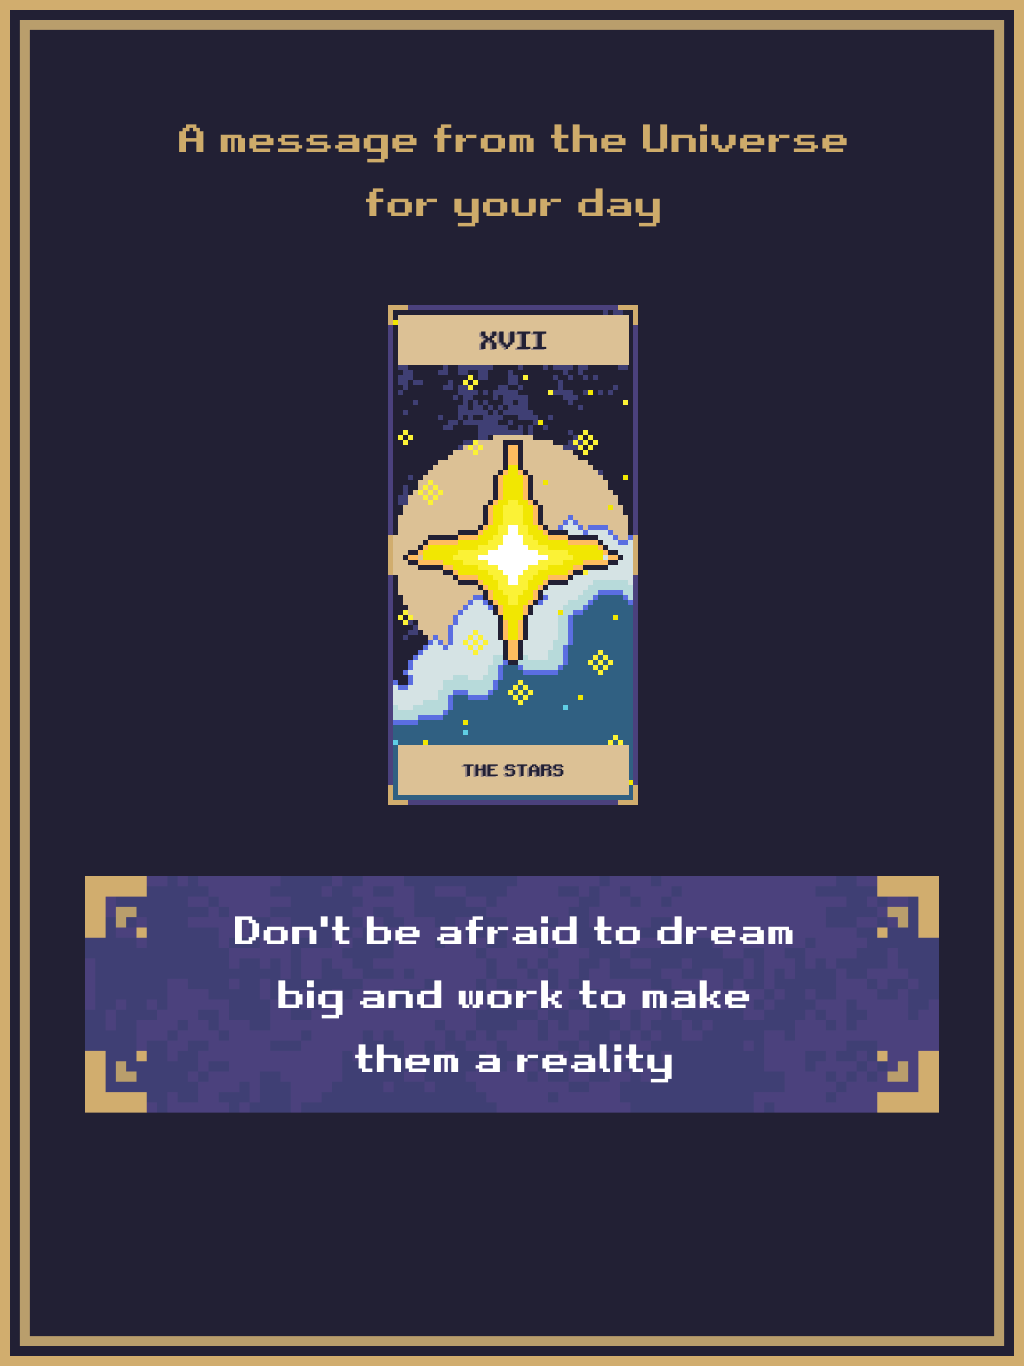 A message from the Universe
for your day
XVII
THE STARS
Don't be afraid to dream
big and work to make
them a reality